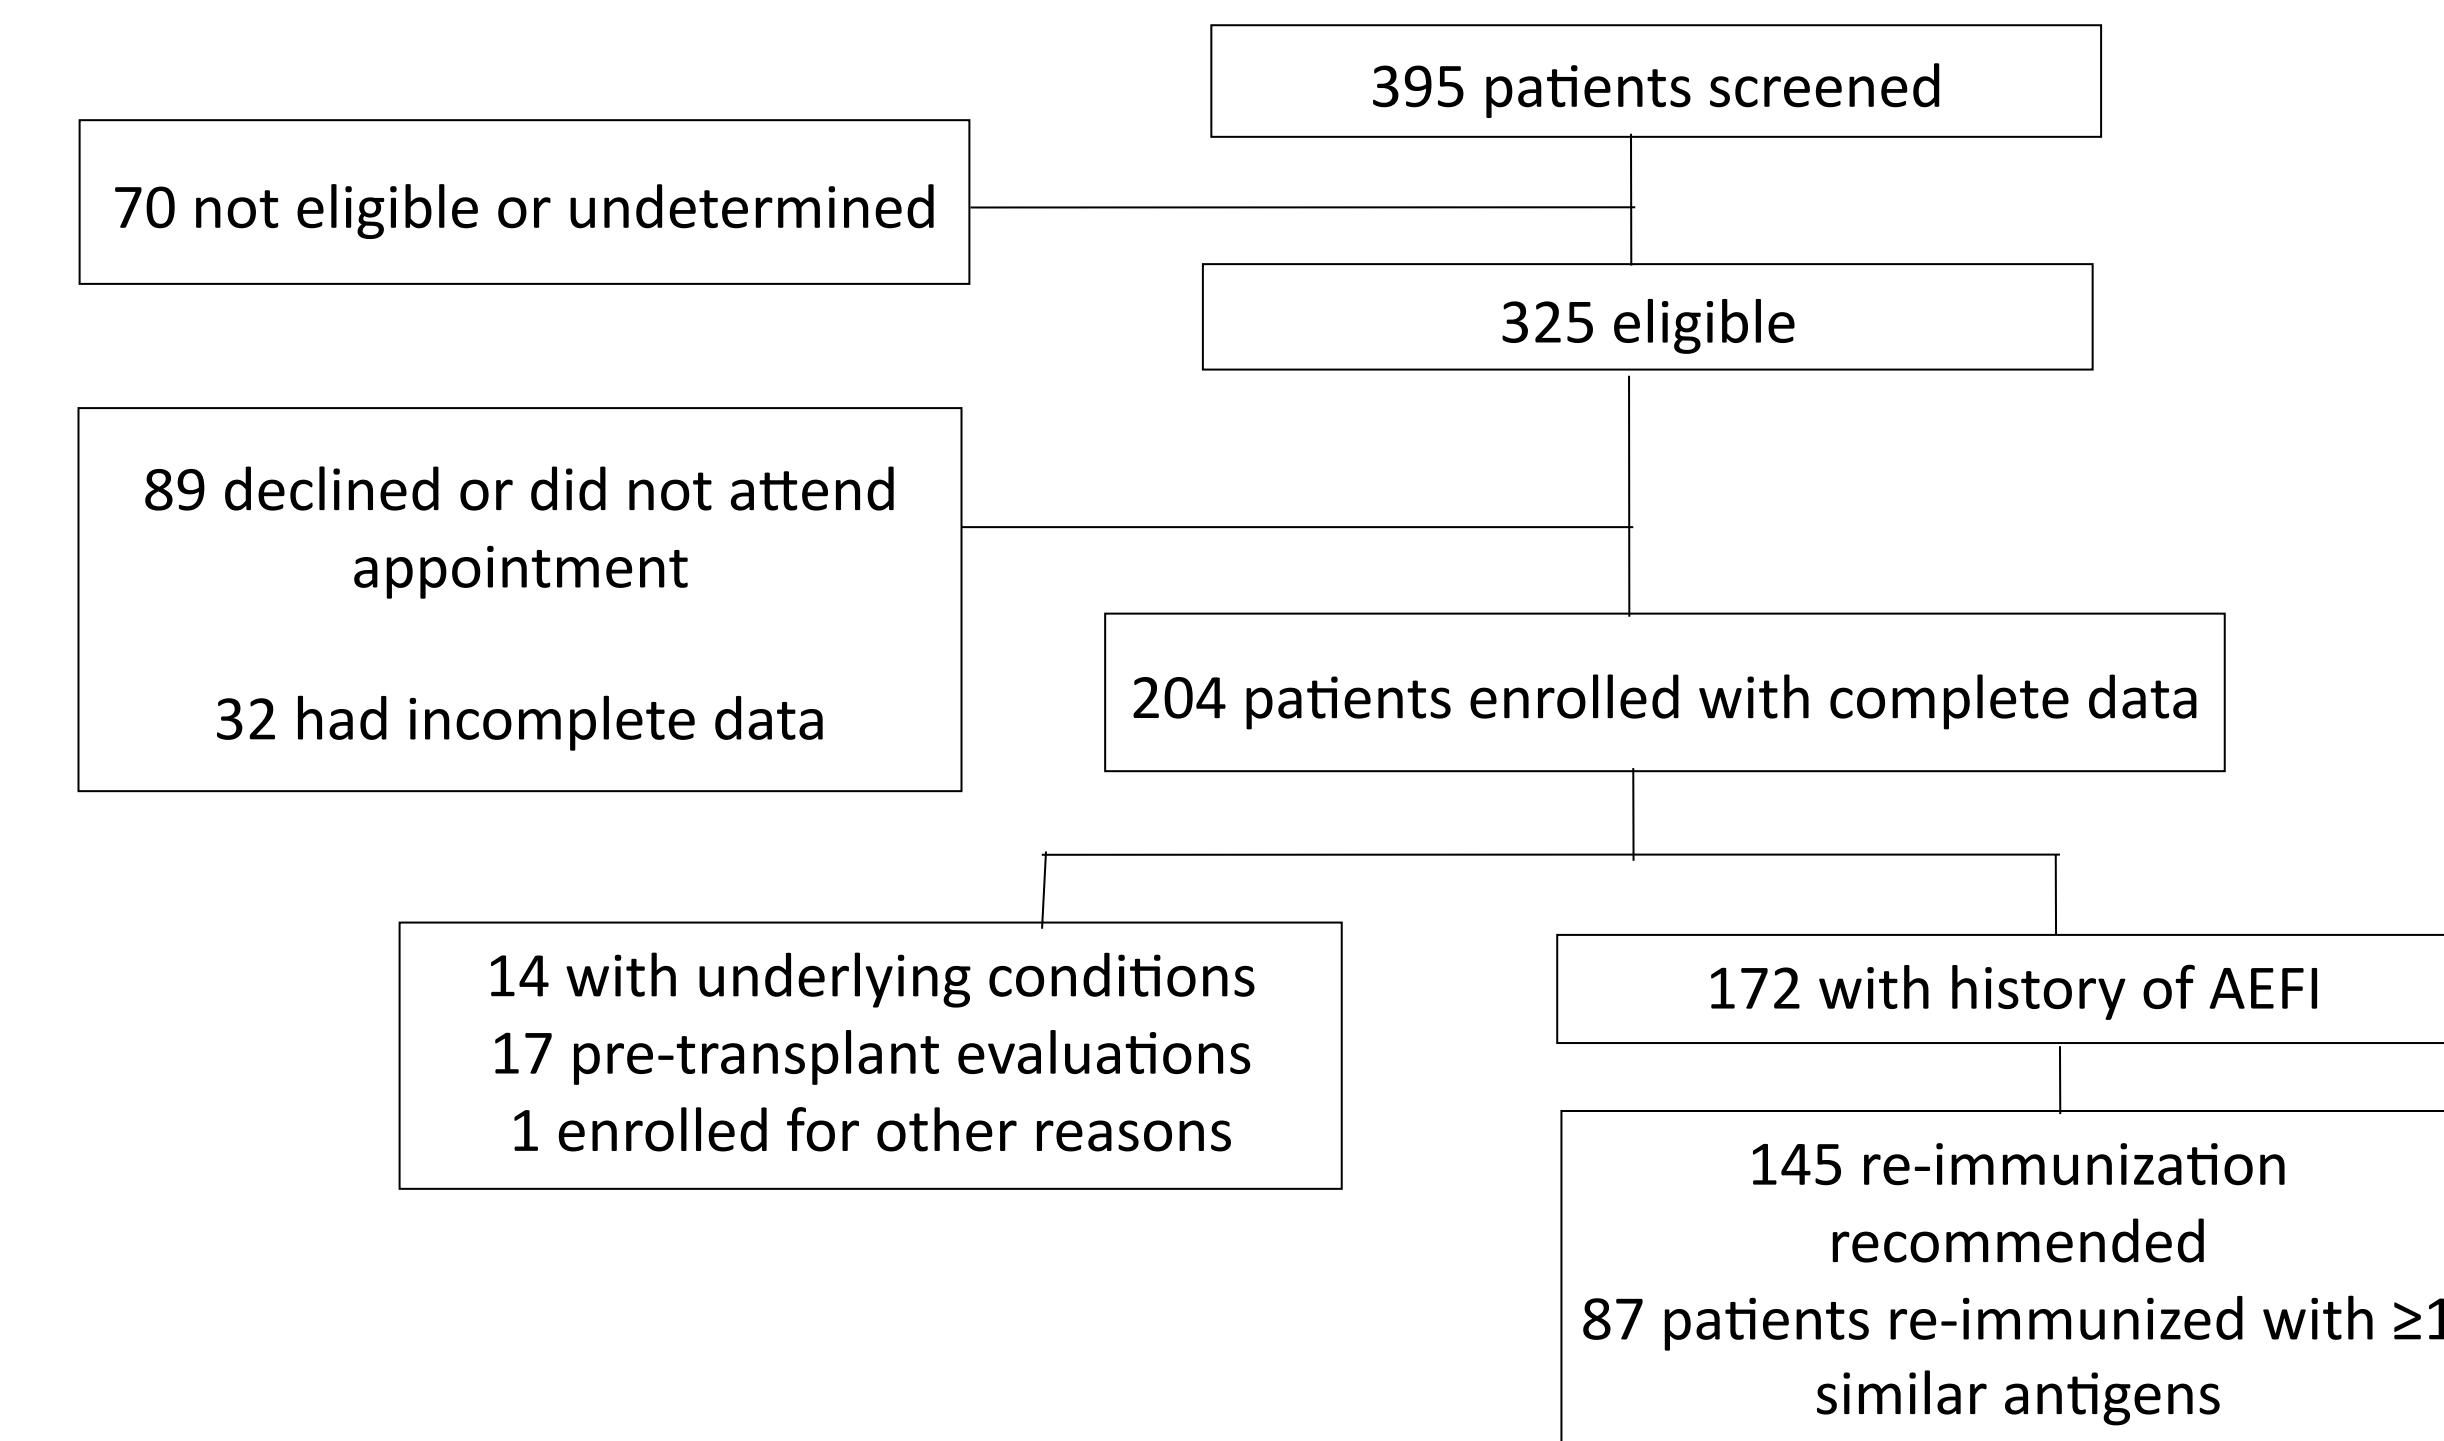 395 patients screened
70 not eligible or undetermined
325 eligible
89 declined or did not attend
appointment
32 had incomplete data
204 patients enrolled with complete data
14 with underlying conditions
17 pre-transplant evaluations
1 enrolled for other reasons
172 with history of AEFI
145 re-immunization
recommended
87 patients re-immunized with ≥1
similar antigens